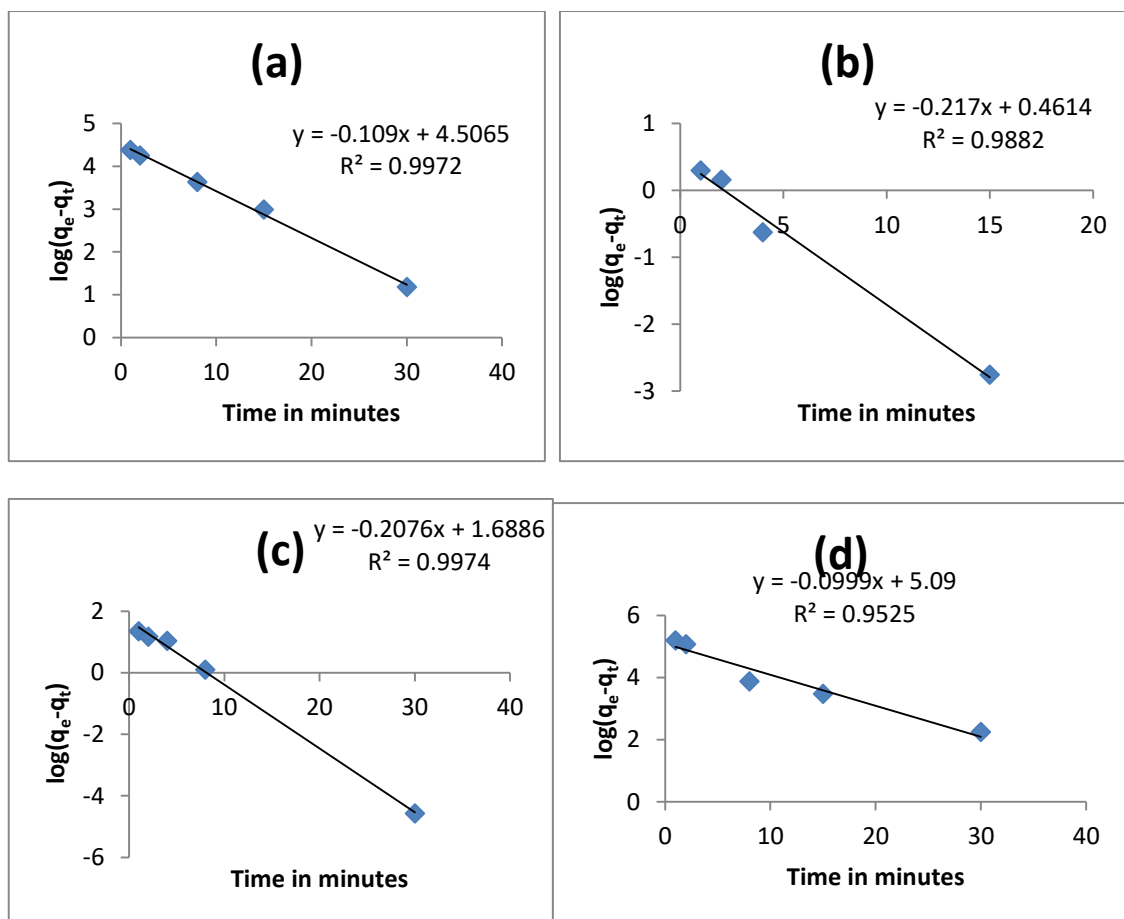 (a)
y = -0.109x + 4.5065
R² = 0.9972
5
4
3
2
1
0
0 10 20 30 40
log(qₑ-qₜ)
Time in minutes
(b)
y = -0.217x + 0.4614
R² = 0.9882
1
0
-1
-2
-3
0 5 10 15 20
log(qₑ-qₜ)
Time in minutes
(c)
y = -0.2076x + 1.6886
R² = 0.9974
2
0
-2
-4
-6
0 10 20 30 40
log(qₑ-qₜ)
Time in minutes
(d)
y = -0.0999x + 5.09
R² = 0.9525
6
4
2
0
0 10 20 30 40
log(qₑ-qₜ)
Time in minutes